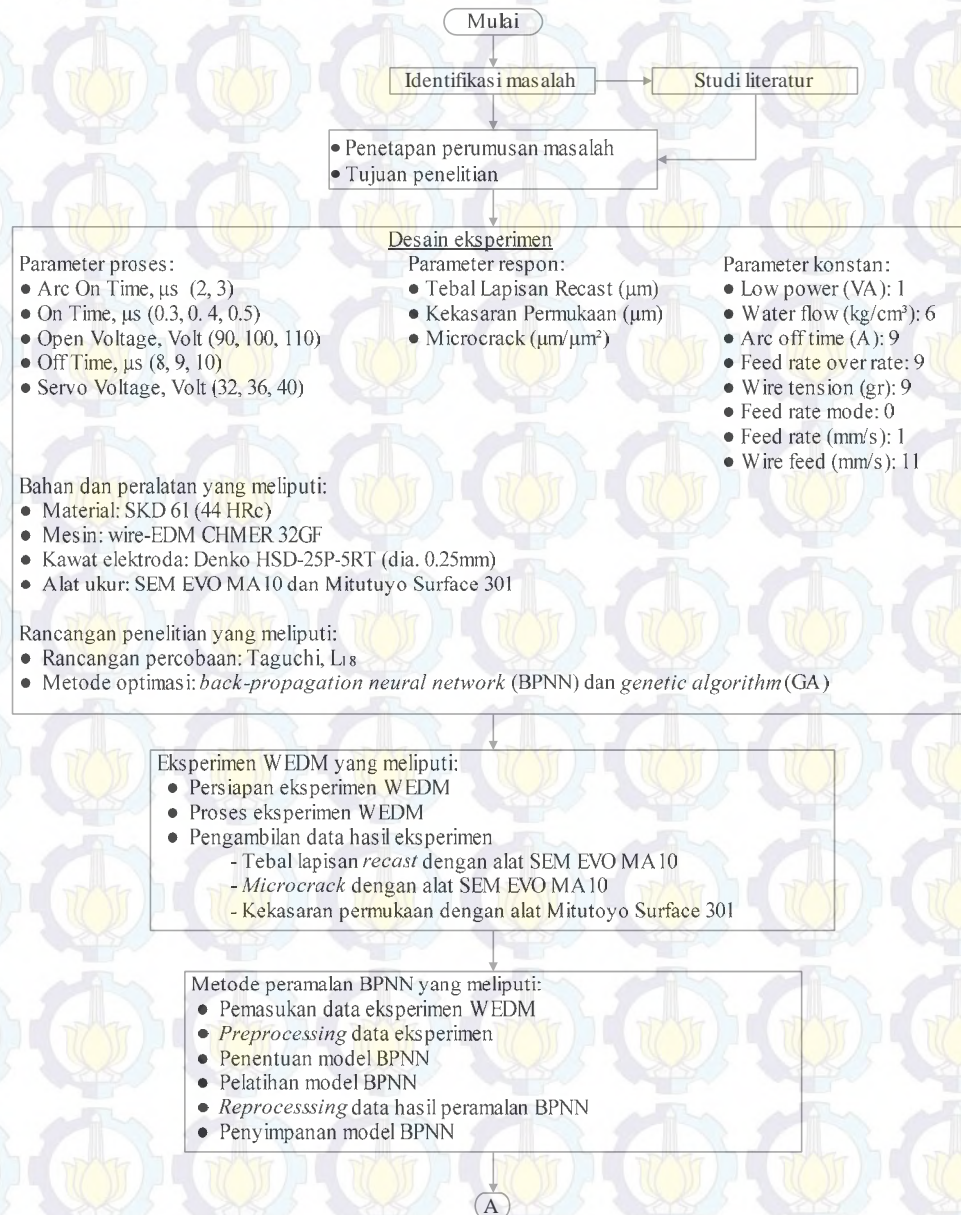 Mulai
Identifikasi masalah
Studi literatur
● Penetapan perumusan masalah
● Tujuan penelitian
Desain eksperimen
Parameter proses:
● Arc On Time, μs (2, 3)
● On Time, μs (0.3, 0. 4, 0.5)
● Open Voltage, Volt (90, 100, 110)
● Off Time, μs (8, 9, 10)
● Servo Voltage, Volt (32, 36, 40)
Parameter respon:
● Tebal Lapisan Recast (μm)
● Kekasaran Permukaan (μm)
● Microcrack (μm/μm²)
Parameter konstan:
● Low power (VA): 1
● Water flow (kg/cm³): 6
● Arc off time (A): 9
● Feed rate over rate: 9
● Wire tension (gr): 9
● Feed rate mode: 0
● Feed rate (mm/s): 1
● Wire feed (mm/s): 11
Bahan dan peralatan yang meliputi:
● Material: SKD 61 (44 HRc)
● Mesin: wire-EDM CHMER 32GF
● Kawat elektroda: Denko HSD-25P-5RT (dia. 0.25mm)
● Alat ukur: SEM EVO MA10 dan Mitutuyo Surface 301
Rancangan penelitian yang meliputi:
● Rancangan percobaan: Taguchi, L18
● Metode optimasi: back-propagation neural network (BPNN) dan genetic algorithm (GA)
Eksperimen WEDM yang meliputi:
● Persiapan eksperimen WEDM
● Proses eksperimen WEDM
● Pengambilan data hasil eksperimen
- Tebal lapisan recast dengan alat SEM EVO MA10
- Microcrack dengan alat SEM EVO MA10
- Kekasaran permukaan dengan alat Mitutoyo Surface 301
Metode peramalan BPNN yang meliputi:
● Pemasukan data eksperimen WEDM
● Preprocessing data eksperimen
● Penentuan model BPNN
● Pelatihan model BPNN
● Reprocesssing data hasil peramalan BPNN
● Penyimpanan model BPNN
A